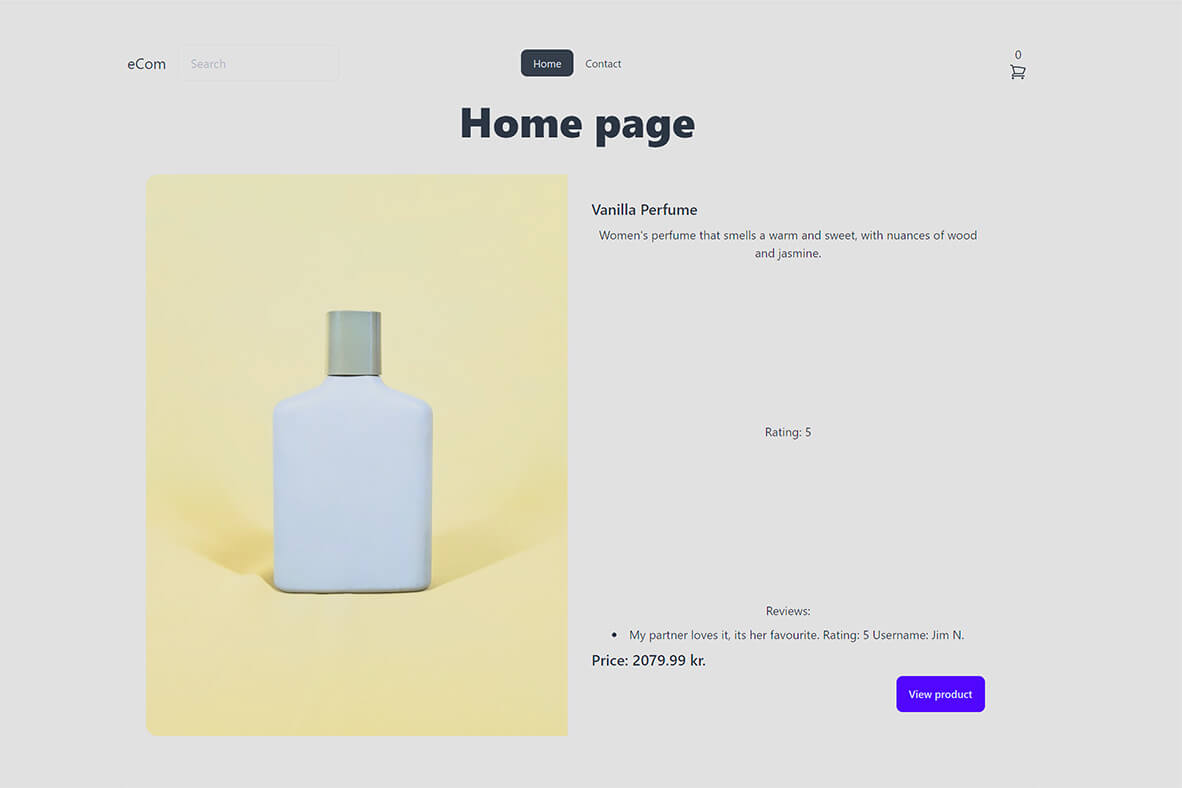 eCom
Search
Home
Contact
0
Home page
Vanilla Perfume
Women's perfume that smells a warm and sweet, with nuances of wood
and jasmine.
Rating: 5
Reviews:
• My partner loves it, its her favourite. Rating: 5 Username: Jim N.
Price: 2079.99 kr.
View product